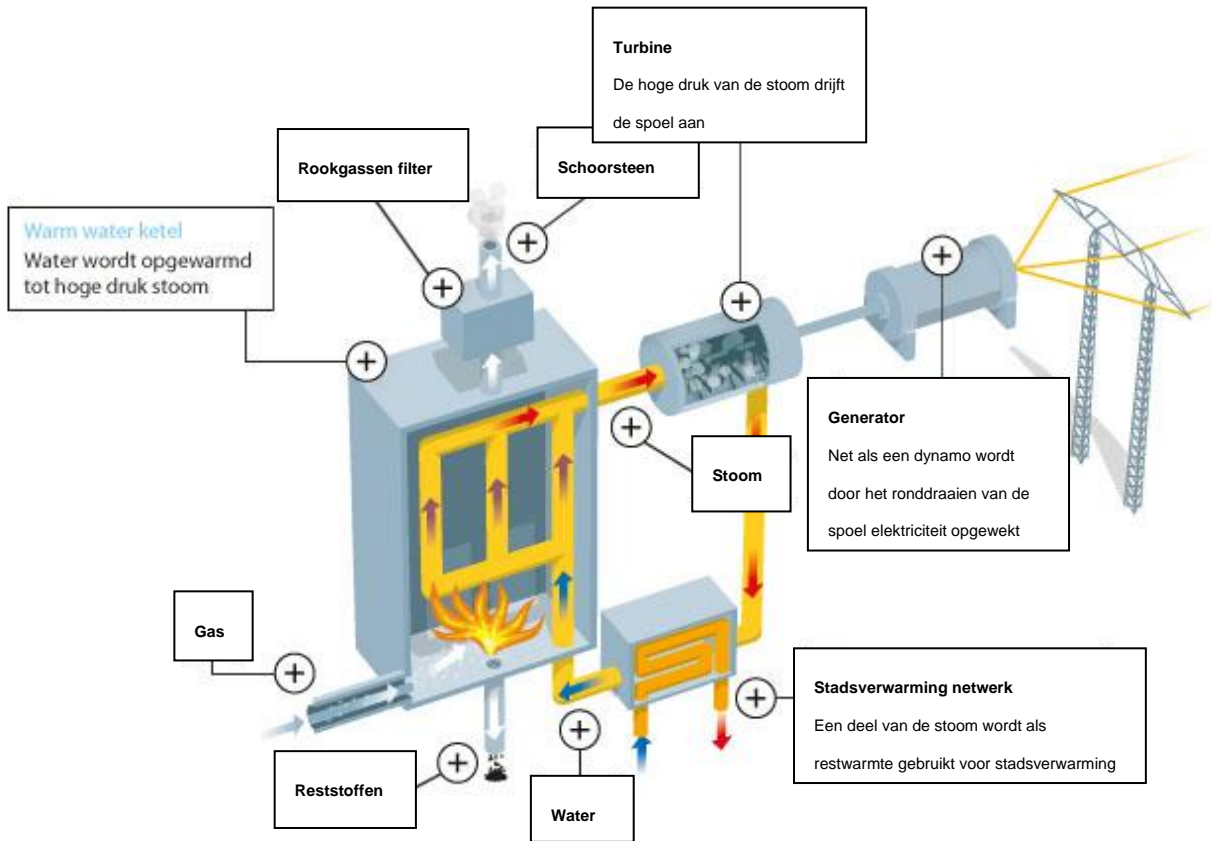 Turbine
De hoge druk van de stoom drijft
de spoel aan
Rookgassen filter
Schoorsteen
Warm water ketel
Water wordt opgewarmd
tot hoge druk stoom
Generator
Net als een dynamo wordt
door het ronddraaien van de
spoel elektriciteit opgewekt
Stoom
Gas
Stadsverwarming netwerk
Een deel van de stoom wordt als
restwarmte gebruikt voor stadsverwarming
Reststoffen
Water